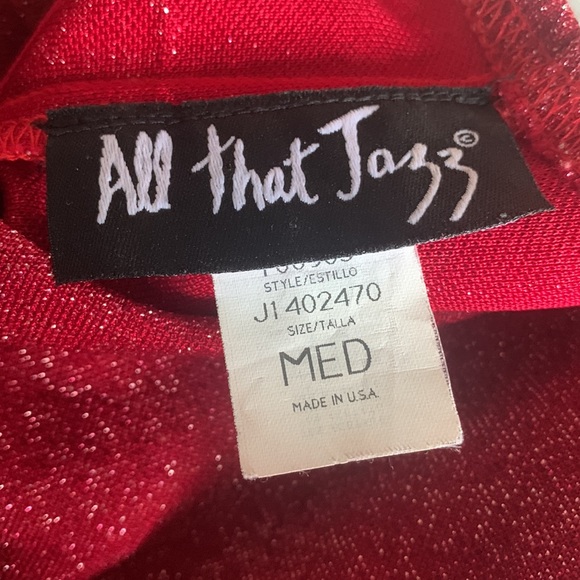 All that Jazz©
STYLE/ESTILLO
J1402470
SIZE/TALLA
MED
MADE IN U.S.A.